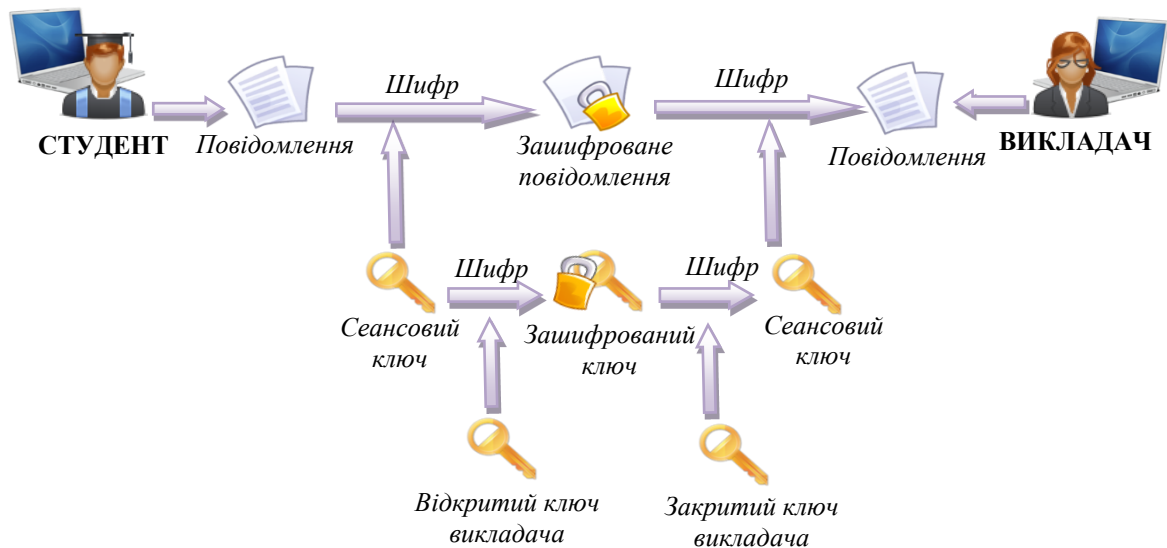 Шифр
Шифр
СТУДЕНТ
Повідомлення
Зашифроване
повідомлення
Повідомлення
ВИКЛАДАЧ
Шифр
Шифр
Сеансовий
ключ
Зашифрований
ключ
Сеансовий
ключ
Відкритий ключ
викладача
Закритий ключ
викладача